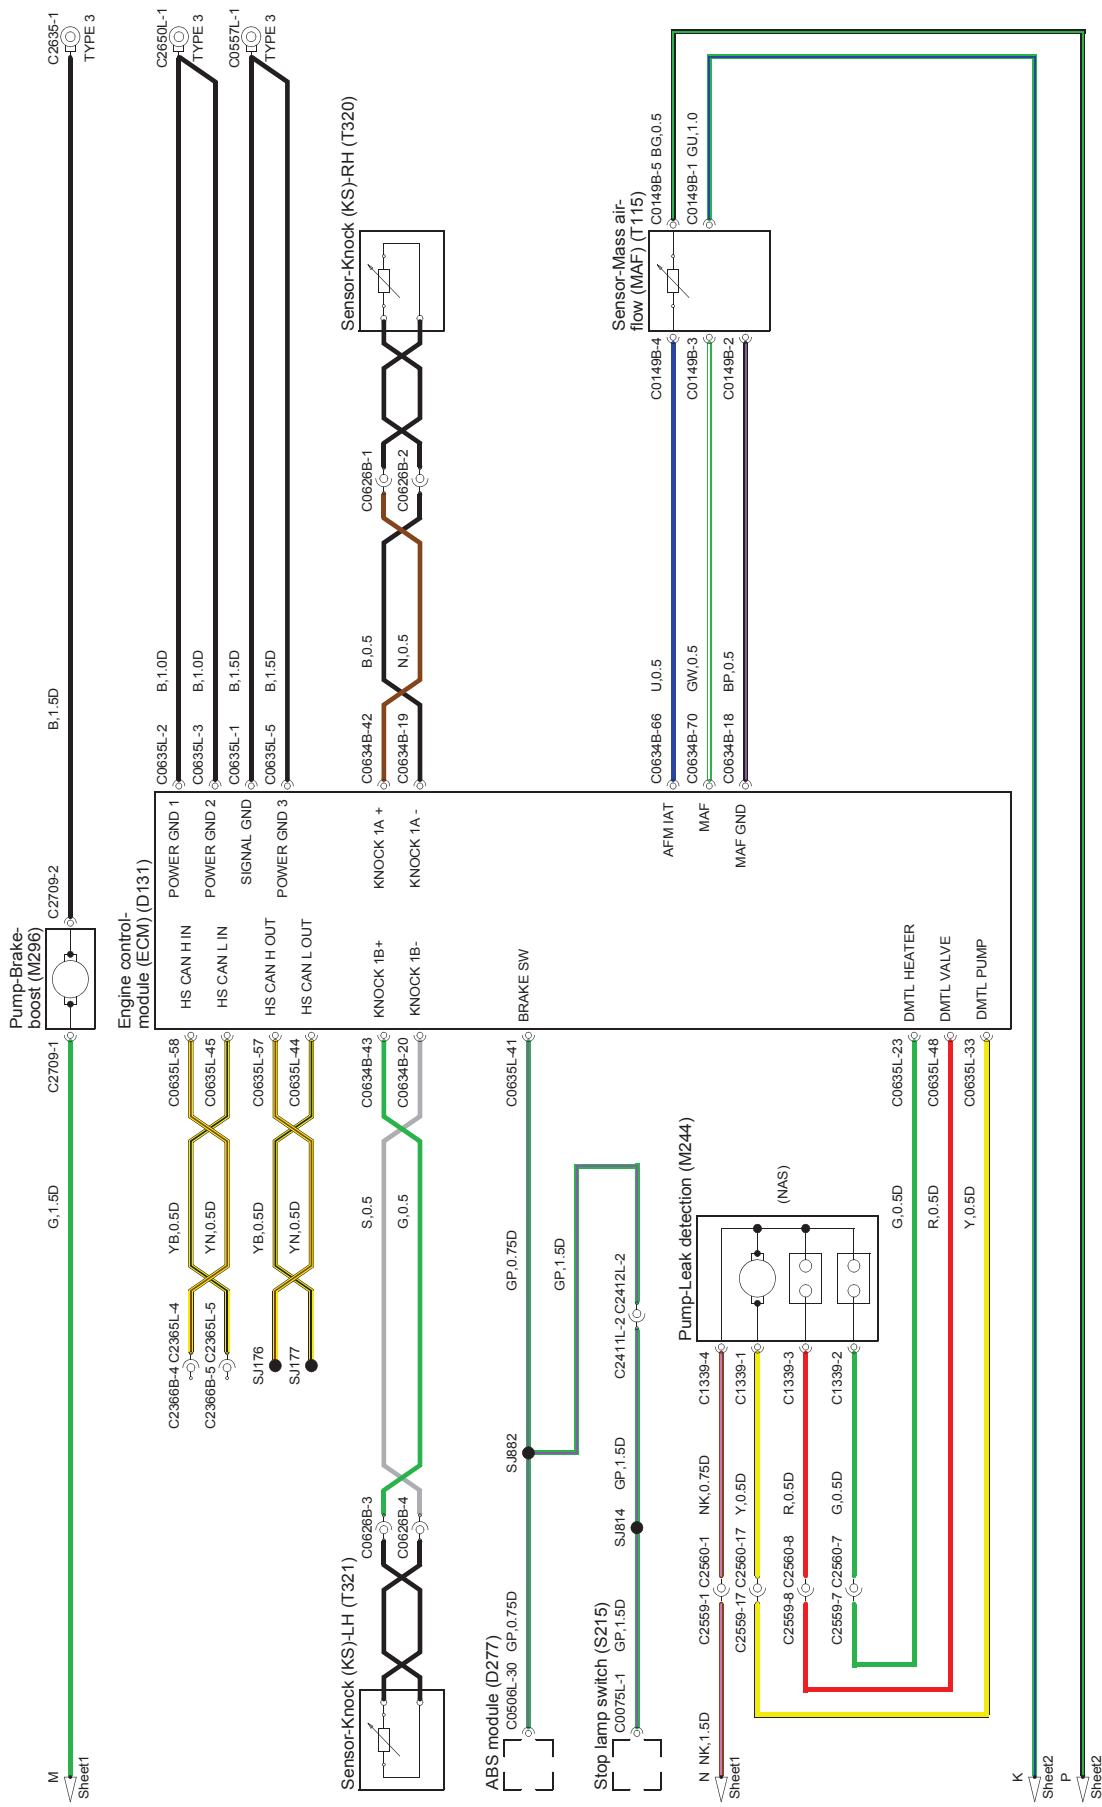 C2635-1
TYPE 3
B,1.5D
C2709-2
Pump-Brake-
boost (M296)
C2709-1
G,1.5D
M
Sheet1
C2650L-1
TYPE 3
C0557L-1
TYPE 3
B,1.0D
B,1.0D
B,1.5D
B,1.5D
C0635L-2
C0635L-3
C0635L-1
C0635L-5
POWER GND 1
POWER GND 2
SIGNAL GND
POWER GND 3
Engine control-
module (ECM) (D131)
HS CAN H IN
HS CAN L IN
HS CAN H OUT
HS CAN L OUT
C0635L-58
C0635L-45
C0635L-57
C0635L-44
YB,0.5D
YN,0.5D
YB,0.5D
YN,0.5D
C2366B-4 C2365L-4
C2366B-5 C2365L-5
SJ176
SJ177
Sensor-Knock (KS)-RH (T320)
C0626B-1
C0626B-2
B,0.5
N,0.5
C0634B-42
C0634B-19
KNOCK 1A +
KNOCK 1A -
KNOCK 1B+
KNOCK 1B-
C0634B-43
C0634B-20
S,0.5
G,0.5
C0626B-3
C0626B-4
Sensor-Knock (KS)-LH (T321)
BRAKE SW
C0635L-41
GP,0.75D
GP,1.5D
SJ882
C0506L-30 GP,0.75D
ABS module (D277)
C2411L-2 C2412L-2
GP,1.5D
SJ814
C0075L-1 GP,1.5D
Stop lamp switch (S215)
Sensor-Mass air-
flow (MAF) (T115)
C0149B-5 BG,0.5
C0149B-1 GU,1.0
C0149B-4
C0149B-3
C0149B-2
U,0.5
GW,0.5
BP,0.5
C0634B-66
C0634B-70
C0634B-18
AFM IAT
MAF
MAF GND
DMTL HEATER
DMTL VALVE
DMTL PUMP
C0635L-23
C0635L-48
C0635L-33
G,0.5D
R,0.5D
Y,0.5D
Pump-Leak detection (M244)
(NAS)
C1339-4
C1339-1
C1339-3
C1339-2
NK,0.75D
Y,0.5D
R,0.5D
G,0.5D
C2559-1 C2560-1
C2559-17 C2560-17
C2559-8 C2560-8
C2559-7 C2560-7
N NK,1.5D
Sheet1
K
Sheet2
P
Sheet2